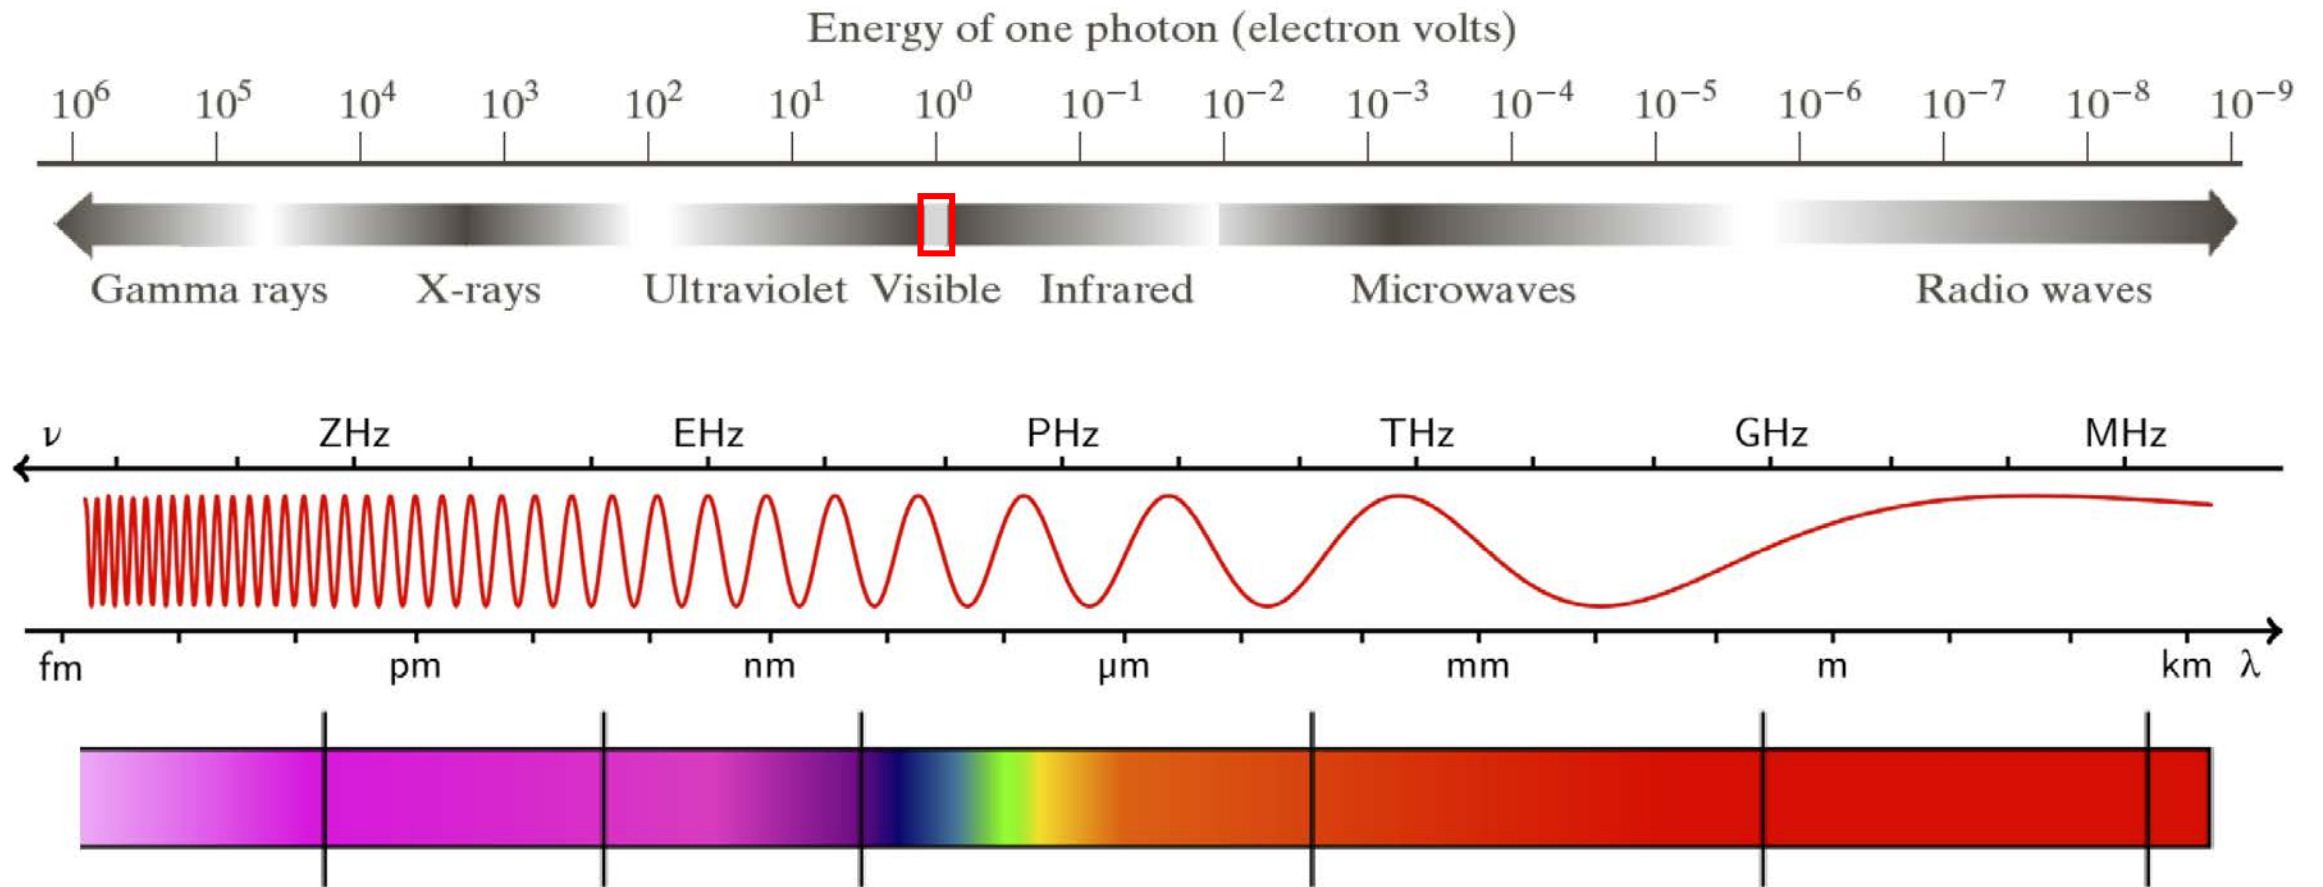 Energy of one photon (electron volts)
10⁶ 10⁵ 10⁴ 10³ 10² 10¹ 10⁰ 10⁻¹ 10⁻² 10⁻³ 10⁻⁴ 10⁻⁵ 10⁻⁶ 10⁻⁷ 10⁻⁸ 10⁻⁹
Gamma rays X-rays Ultraviolet Visible Infrared Microwaves Radio waves
ν ZHz EHz PHz THz GHz MHz
fm pm nm μm mm m km λ